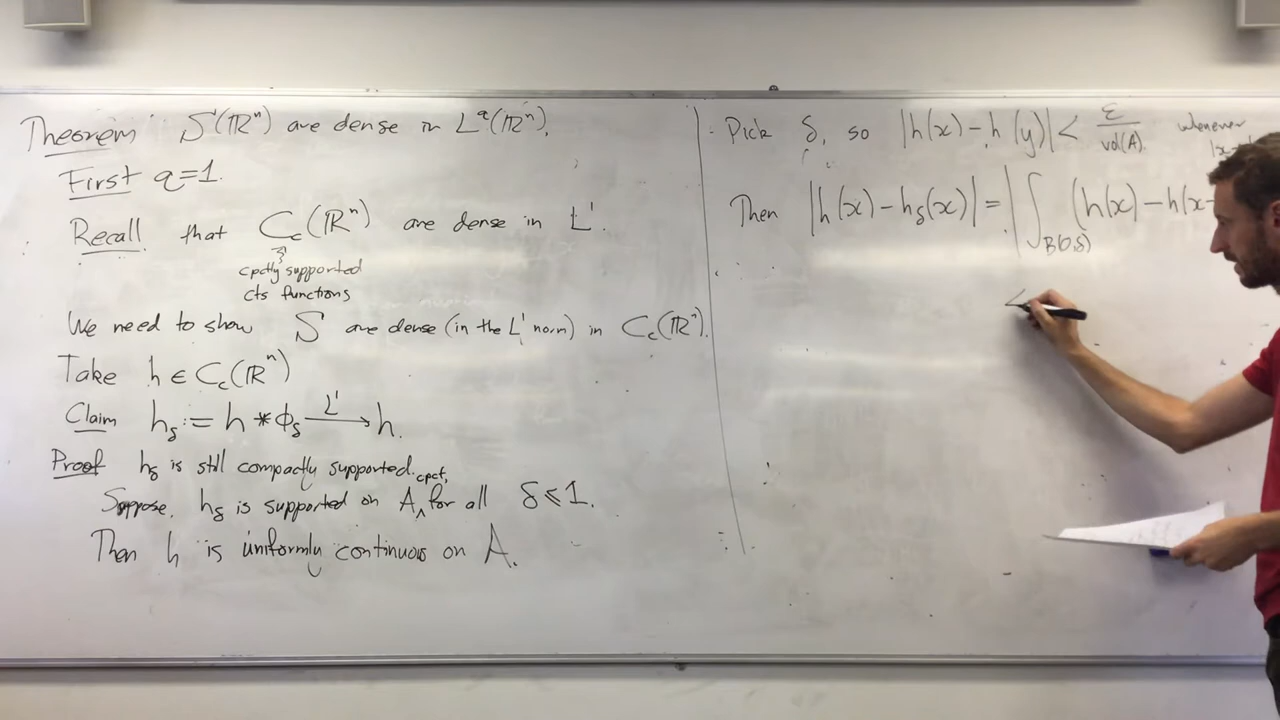 Theorem: S(ℝⁿ) are dense in L^q(ℝⁿ).
First q=1.
Recall that C_c(ℝⁿ) are dense in L¹.
cpctly supported
cts functions
We need to show S are dense (in the L¹ norm) in C_c(ℝⁿ).
Take h ∈ C_c(ℝⁿ)
Claim h_δ := h * ϕ_δ —L¹→ h.
Proof h_δ is still compactly supported.
Suppose h_δ is supported on A, cpct, for all δ ≤ 1.
Then h is uniformly continuous on A.
Pick δ, so |h(x) - h(y)| < ε/vol(A) whenever
|x-
Then |h(x) - h_δ(x)| = |∫_{B(0,δ)} (h(x) - h(x-
<